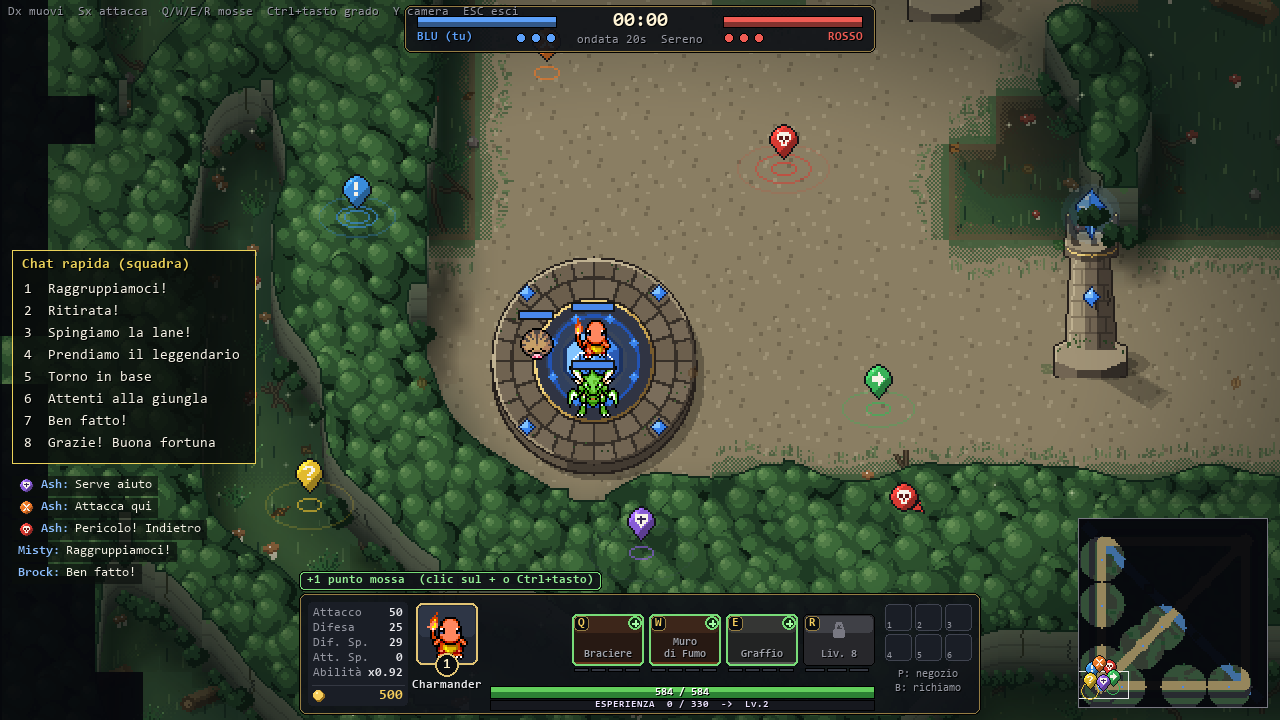 Dx muovi  Sx attacca  Q/W/E/R mosse  Ctrl+tasto grado  Y camera  ESC esci
00:00
BLU (tu)
ondata 20s  Sereno
ROSSO
Chat rapida (squadra)
1 Raggruppiamoci!
2 Ritirata!
3 Spingiamo la lane!
4 Prendiamo il leggendario
5 Torno in base
6 Attenti alla giungla
7 Ben fatto!
8 Grazie! Buona fortuna
Ash: Serve aiuto
Ash: Attacca qui
Ash: Pericolo! Indietro
Misty: Raggruppiamoci!
Brock: Ben fatto!
+1 punto mossa  (clic sul + o Ctrl+tasto)
Attacco 50
Difesa 25
Dif. Sp. 29
Att. Sp. 0
Abilità x0.92
500
1
Charmander
Q
Braciere
W
Muro
di Fumo
E
Graffio
R
Liv. 8
1 2 3
4 5 6
P: negozio
B: richiamo
584 / 584
ESPERIENZA  0 / 330  ->  Lv.2